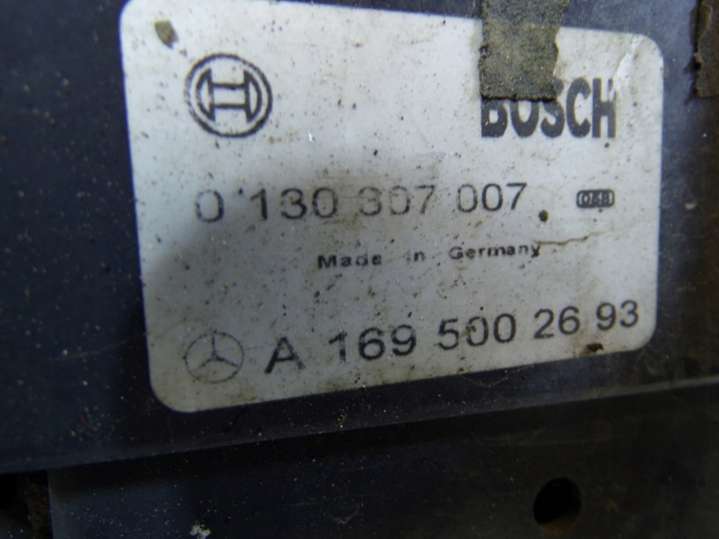 BOSCH
0 130 307 007
Made in Germany
A 169 500 26 93